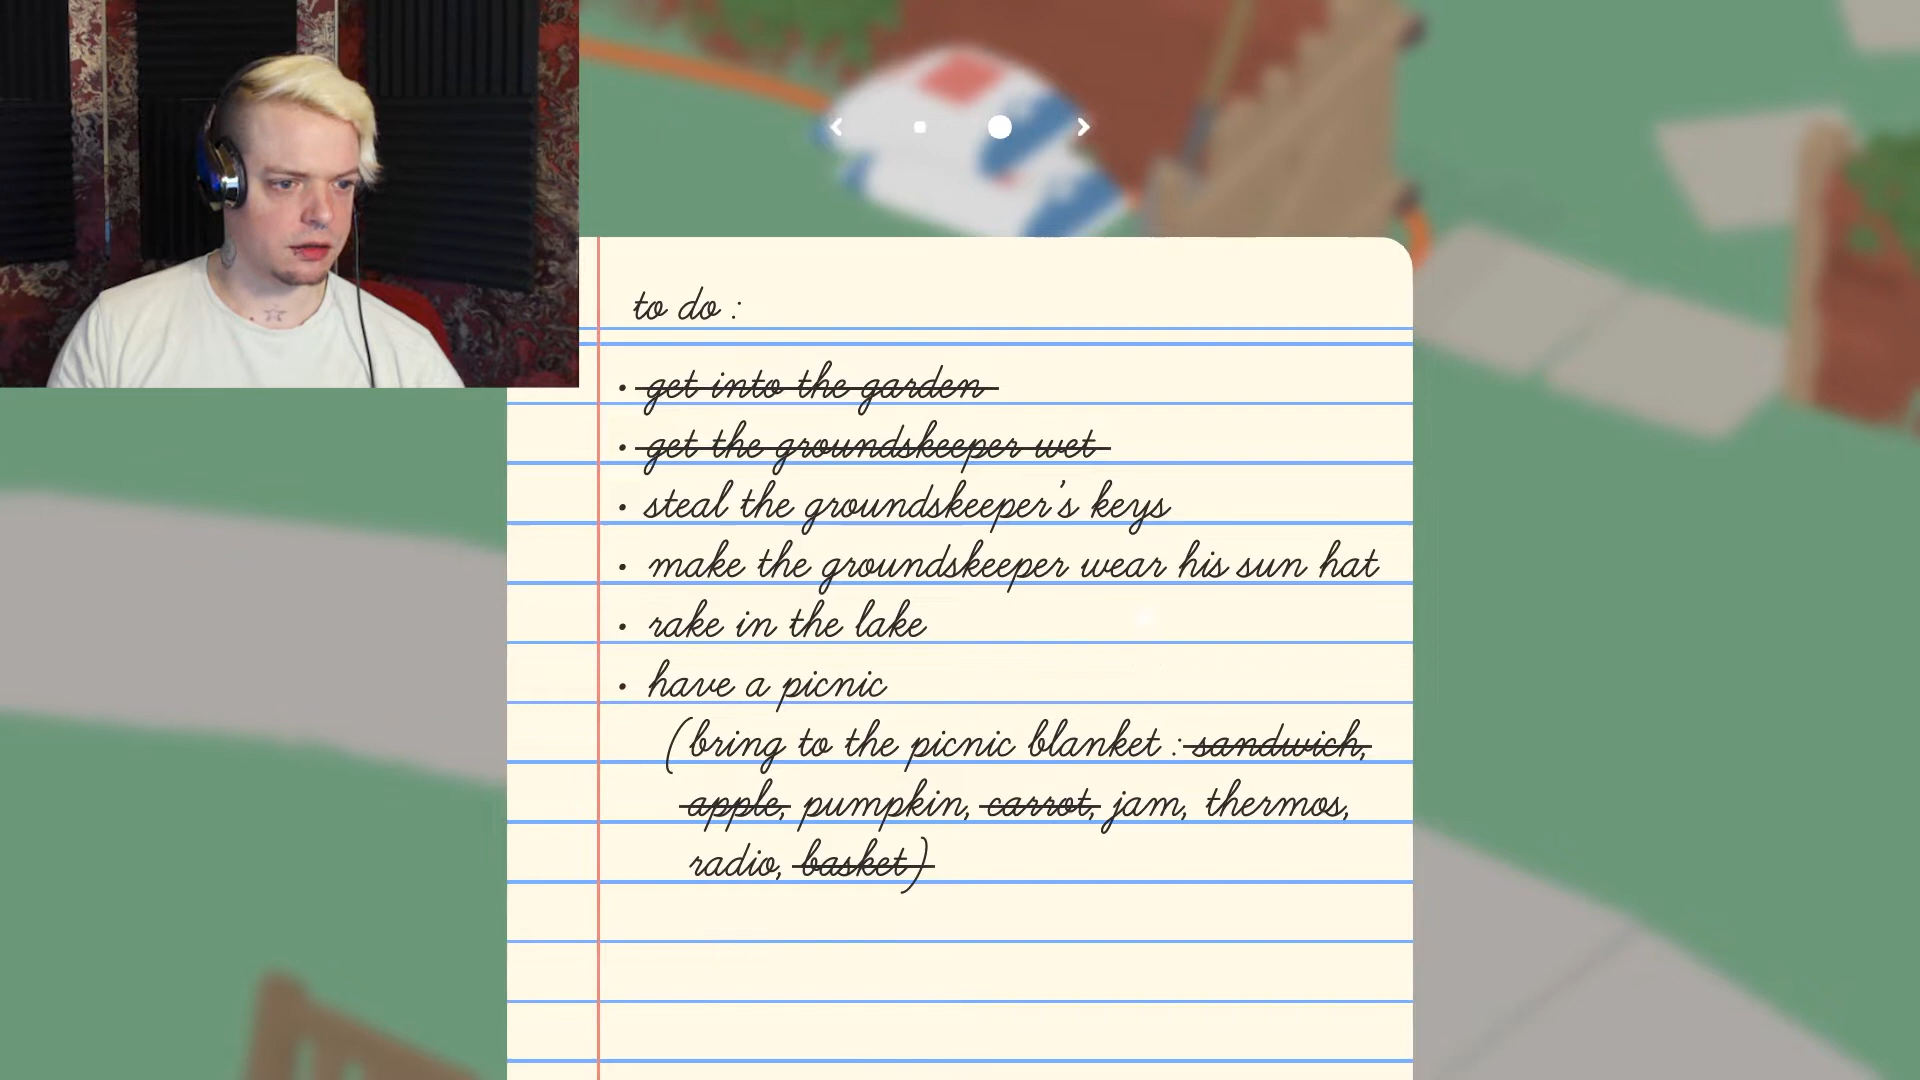 to do :
• get into the garden
• get the groundskeeper wet
• steal the groundskeeper's keys
• make the groundskeeper wear his sun hat
• rake in the lake
• have a picnic
(bring to the picnic blanket : sandwich,
apple, pumpkin, carrot, jam, thermos,
radio, basket)